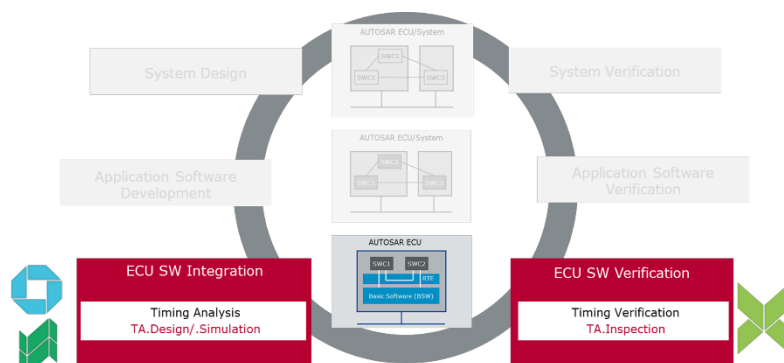 AUTOSAR ECU/System
SWC2
SWC1
SWC3
System Design
System Verification
AUTOSAR ECU/System
SWC2
SWC1
Application Software
Development
Application Software
Verification
AUTOSAR ECU
SWC1
SWC2
RTE
Basic Software (BSW)
ECU SW Integration
Timing Analysis
TA.Design/.Simulation
ECU SW Verification
Timing Verification
TA.Inspection